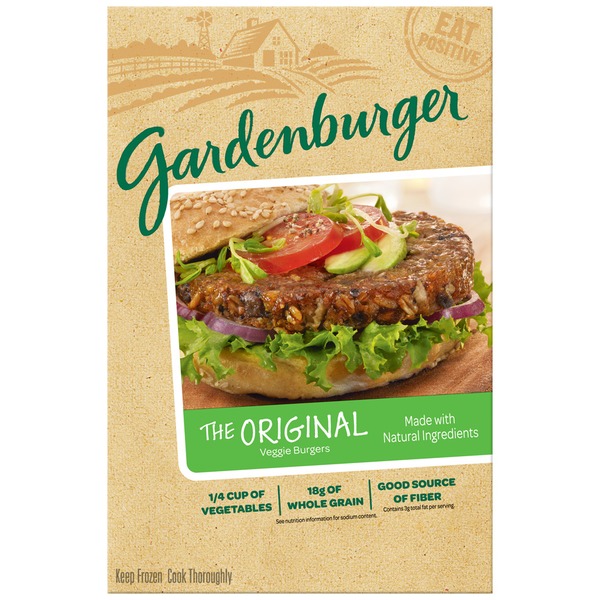 EAT
POSITIVE
Gardenburger
THE ORIGINAL
Veggie Burgers
Made with
Natural Ingredients
1/4 CUP OF
VEGETABLES
18g OF
WHOLE GRAIN
See nutrition information for sodium content.
GOOD SOURCE
OF FIBER
Contains 3g total fat per serving.
Keep Frozen Cook Thoroughly